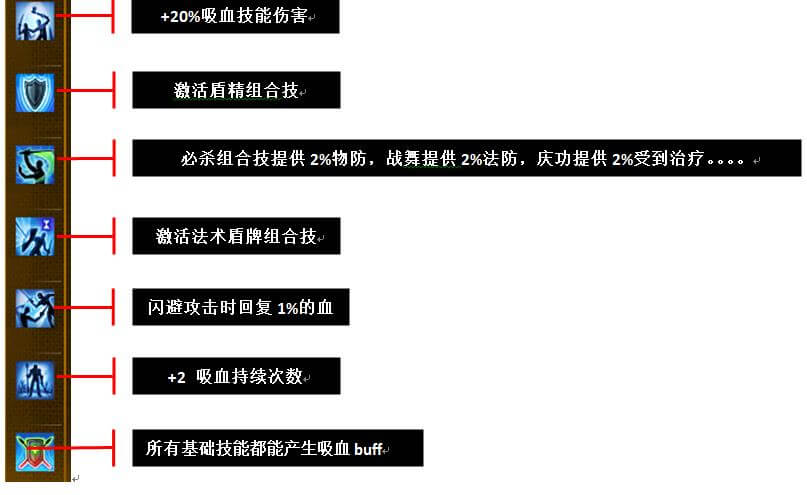 +20%吸血技能伤害
激活盾精组合技
必杀组合技提供2%物防，战舞提供2%法防，庆功提供2%受到治疗。。。。
激活法术盾牌组合技
闪避攻击时回复1%的血
+2 吸血持续次数
所有基础技能都能产生吸血buff